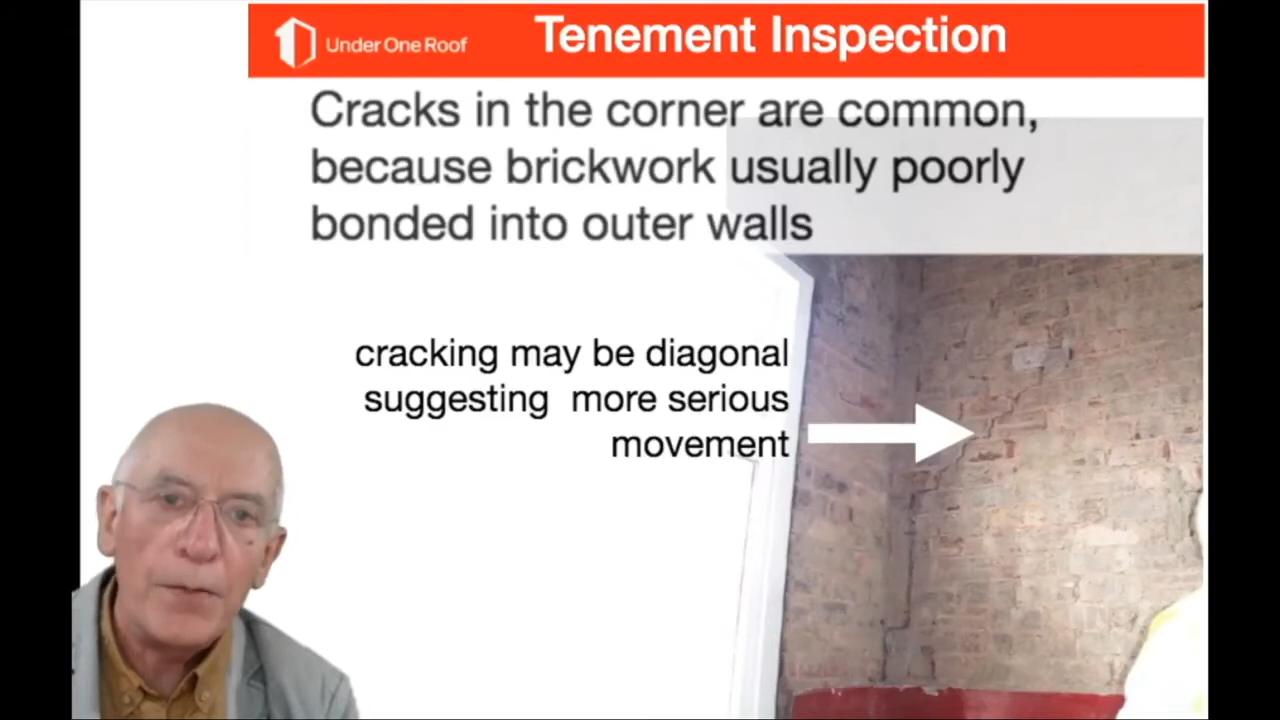 Under One Roof
Tenement Inspection
Cracks in the corner are common,
because brickwork usually poorly
bonded into outer walls
cracking may be diagonal
suggesting more serious
movement